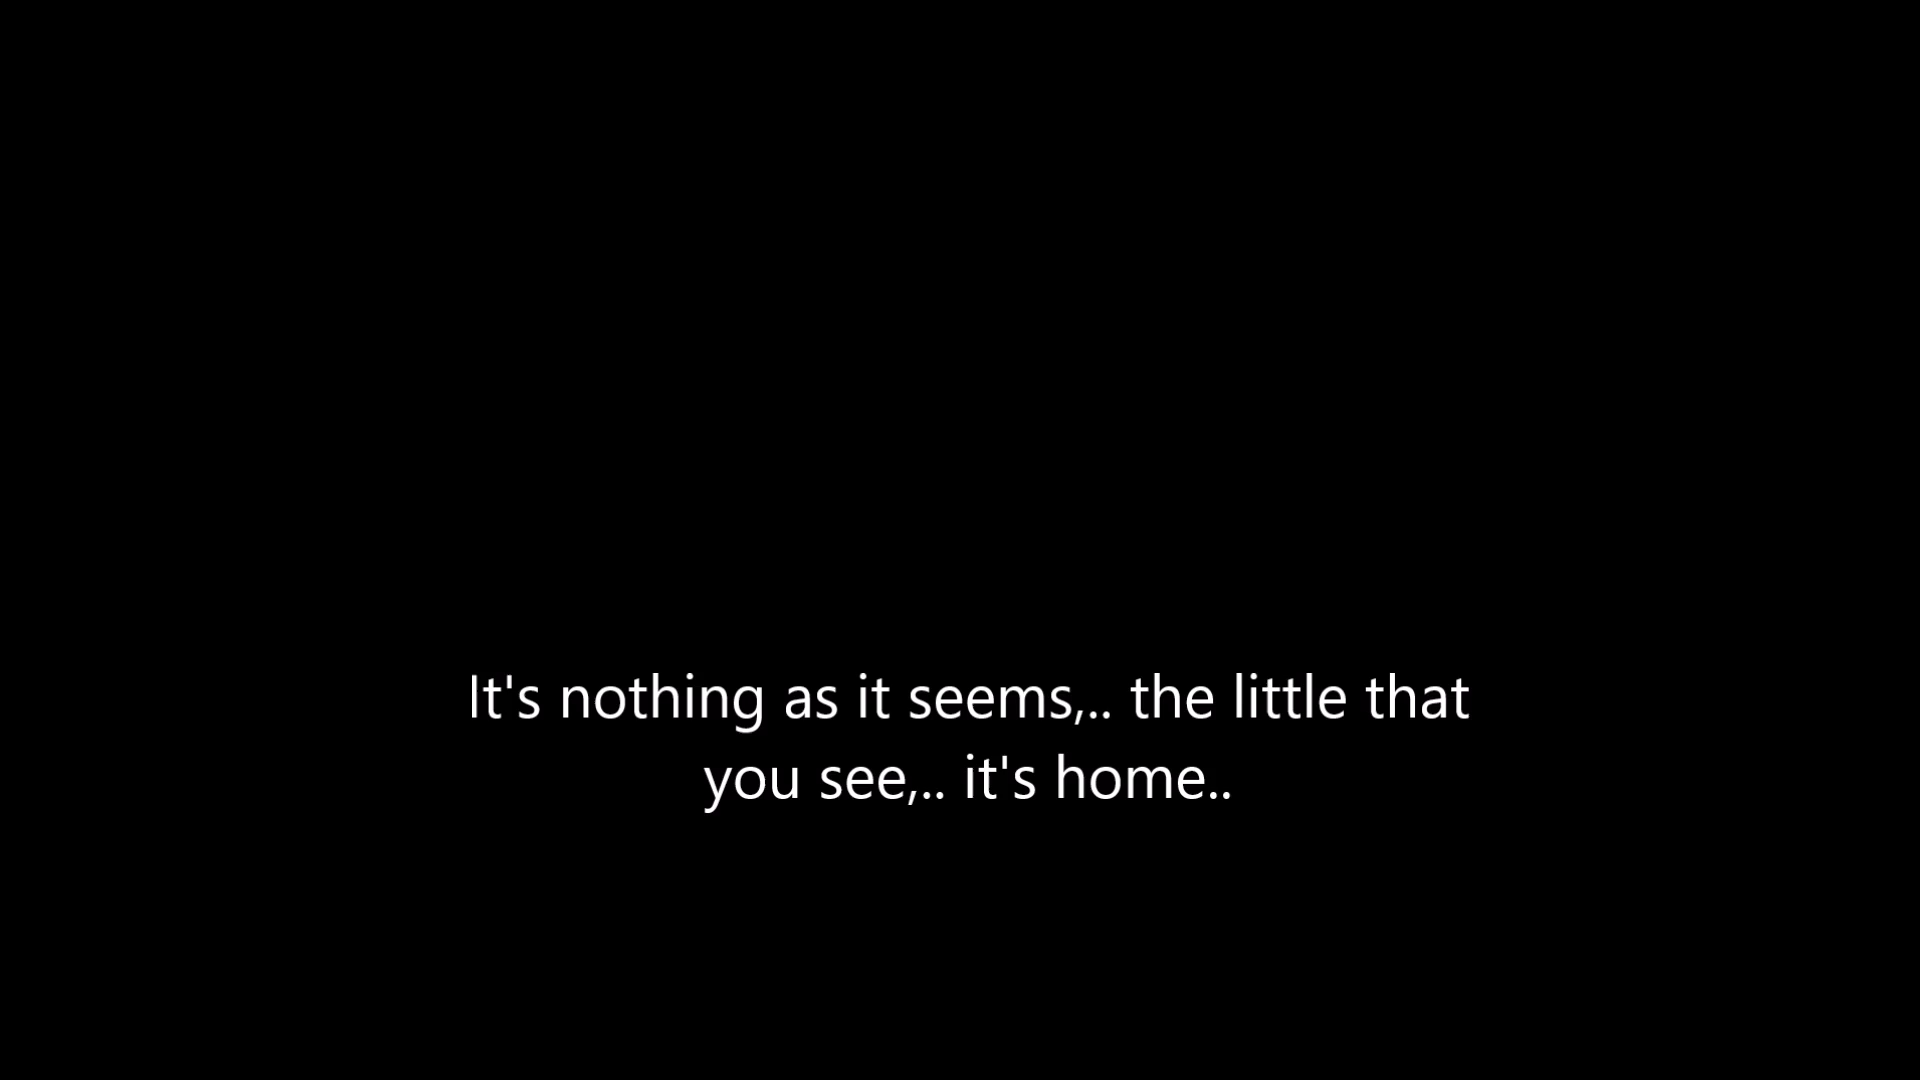 It's nothing as it seems,.. the little that
you see,.. it's home..